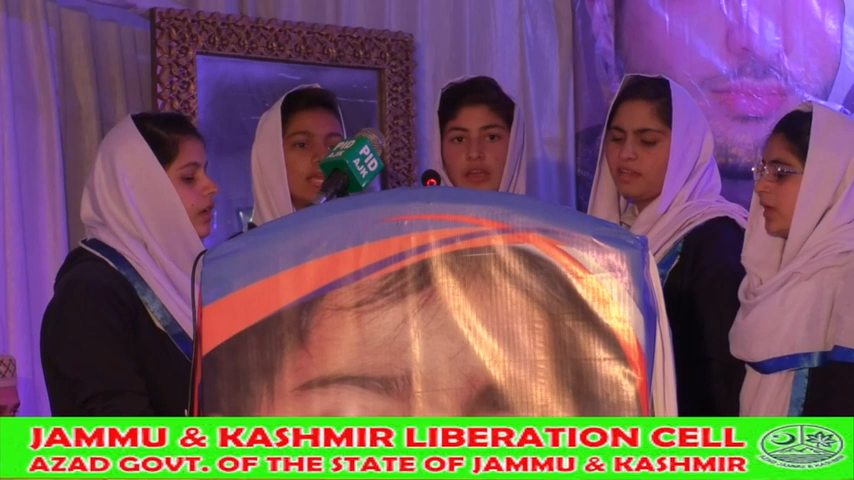 PID
AJK
JAMMU & KASHMIR LIBERATION CELL
AZAD GOVT. OF THE STATE OF JAMMU & KASHMIR